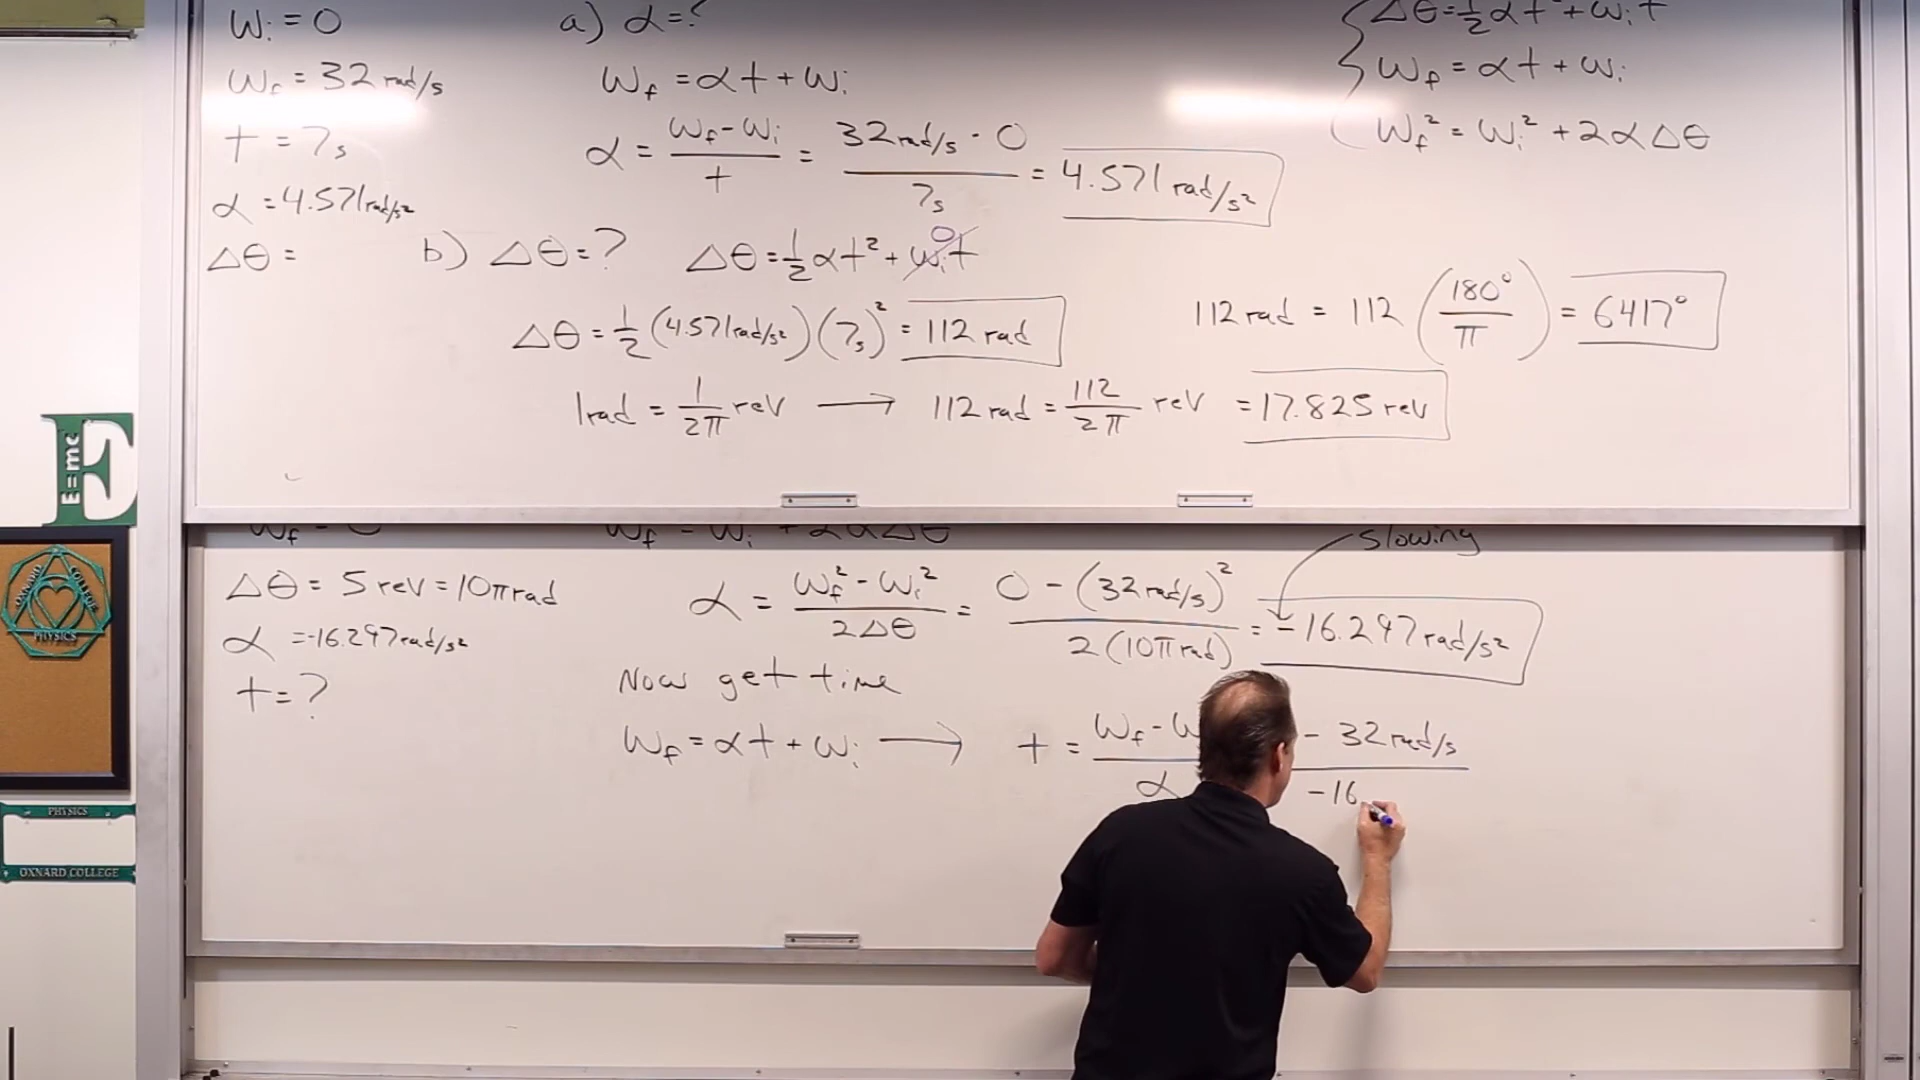 ωi = 0
a) α = ?
Δθ = ½αt² + ωit
ωf = 32 rad/s
ωf = αt + ωi
ωf = αt + ωi
t = 7s
α = (ωf - ωi)/t = (32 rad/s - 0)/7s = 4.571 rad/s²
ωf² = ωi² + 2αΔθ
α = 4.571 rad/s²
Δθ =
b) Δθ = ? Δθ = ½αt² + ωit 0
Δθ = ½ (4.571 rad/s²)(7s)² = 112 rad
112 rad = 112 (180°/π) = 6417°
1 rad = 1/2π rev → 112 rad = 112/2π rev = 17.825 rev
E=mc
slowing
Δθ = 5 rev = 10π rad
α = (ωf² - ωi²)/2Δθ = (0 - (32 rad/s)²)/2(10π rad) = -16.297 rad/s²
α = -16.297 rad/s²
t = ?
Now get time
ωf = αt + ωi → t = (ωf - ω)/α - 32 rad/s / -16.
OXNARD COLLEGE
PHYSICS
PHYSICS
OXNARD COLLEGE